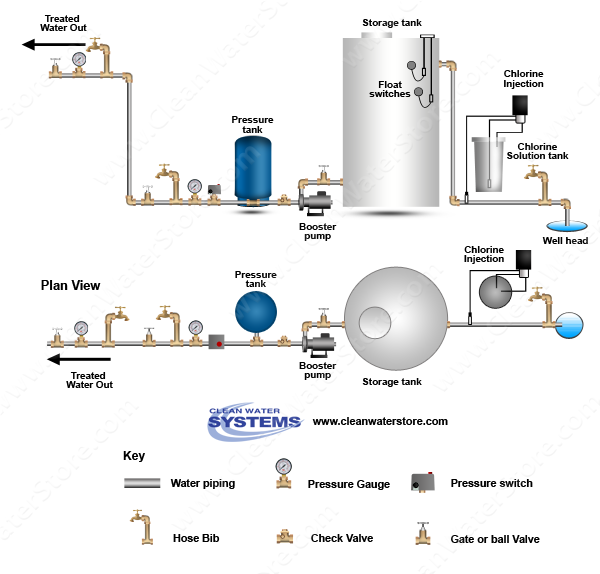 Treated
Water Out
Storage tank
Float
switches
Chlorine
Injection
Pressure
tank
Chlorine
Solution tank
Booster
pump
Well head
Plan View
Pressure
tank
Chlorine
Injection
Treated
Water Out
Booster
pump
Storage tank
CLEAN WATER
SYSTEMS
www.cleanwaterstore.com
Key
Water piping
Pressure Gauge
Pressure switch
Hose Bib
Check Valve
Gate or ball Valve